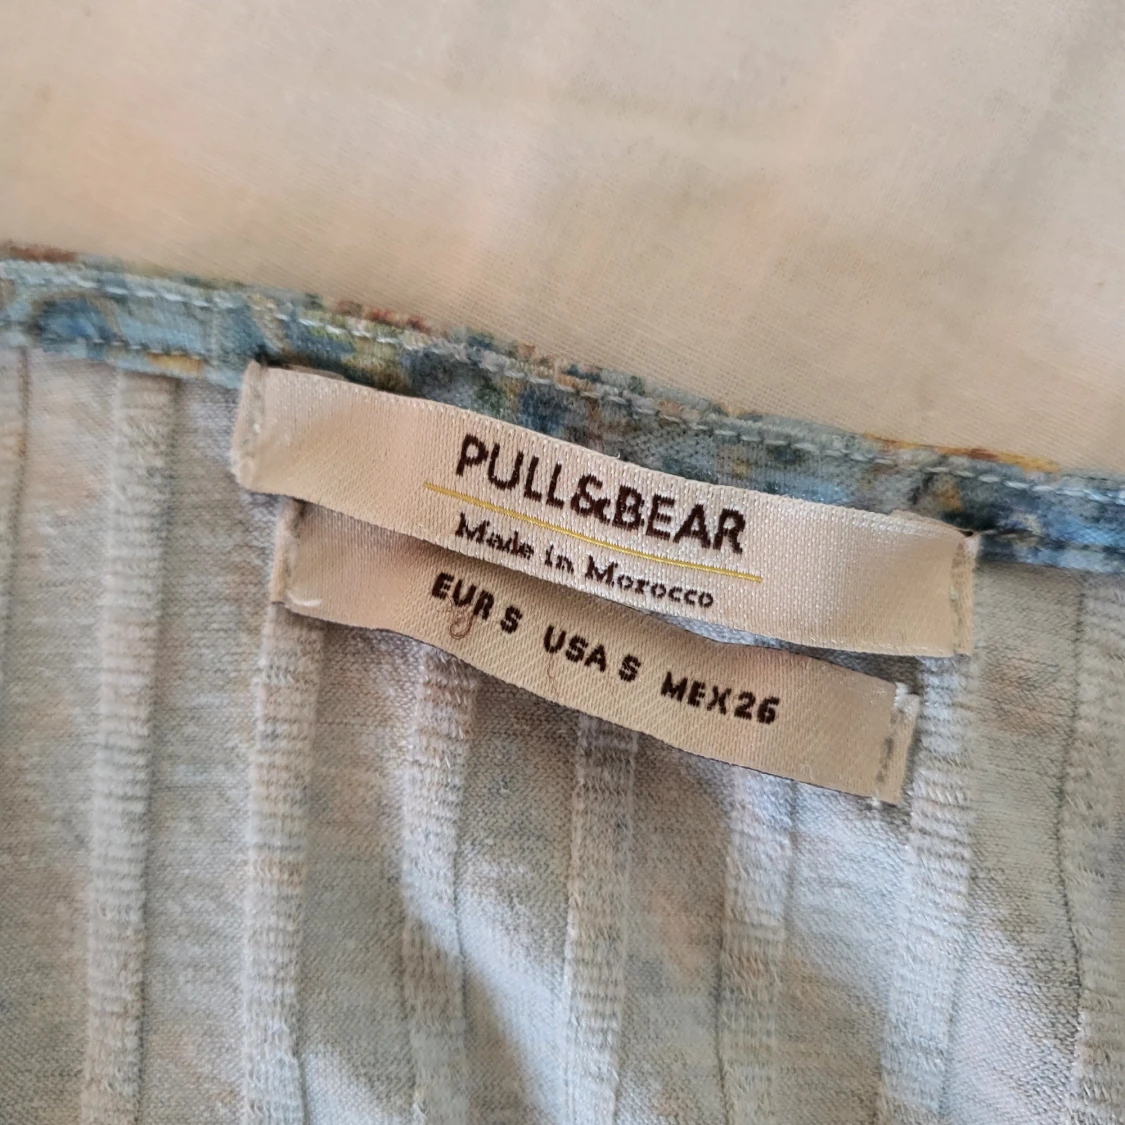 PULL&BEAR
Made in Morocco
EUR S USA S MEX26